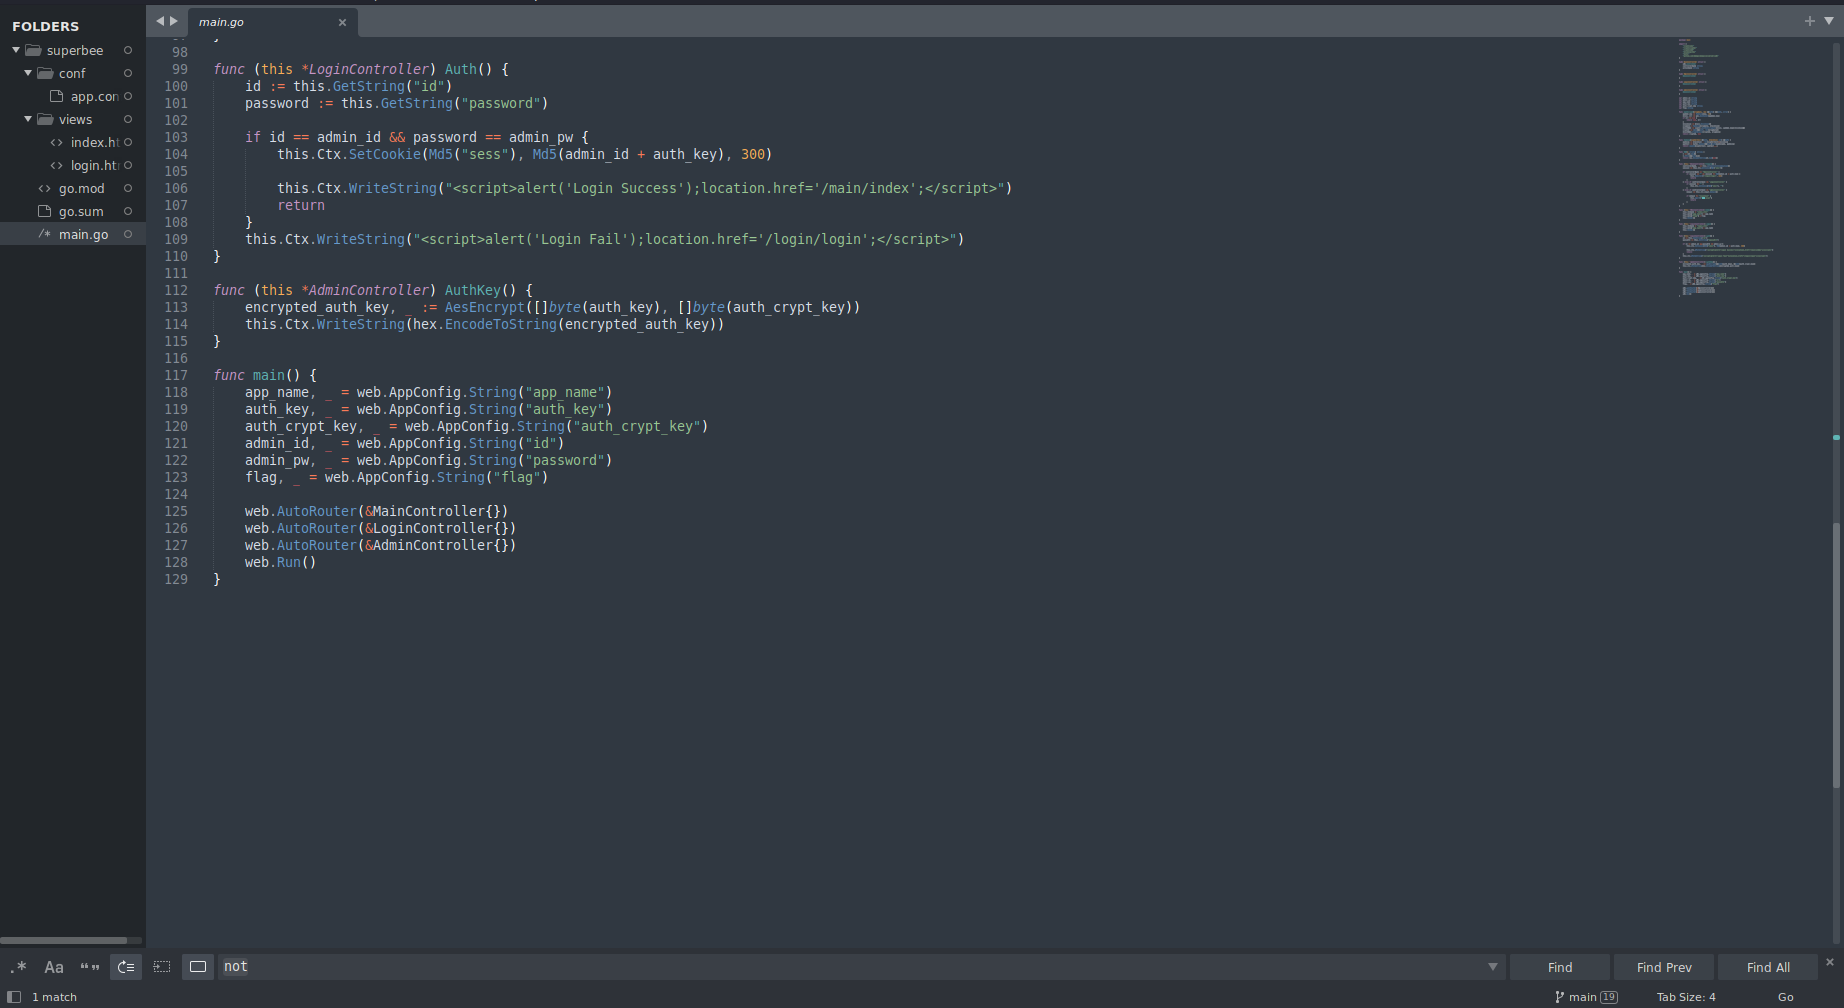 FOLDERS
superbee
conf
app.con
views
index.ht
login.ht
go.mod
go.sum
/* main.go
main.go
98
99 func (this *LoginController) Auth() {
100 id := this.GetString("id")
101 password := this.GetString("password")
102
103 if id == admin_id && password == admin_pw {
104 this.Ctx.SetCookie(Md5("sess"), Md5(admin_id + auth_key), 300)
105
106 this.Ctx.WriteString("<script>alert('Login Success');location.href='/main/index';</script>")
107 return
108 }
109 this.Ctx.WriteString("<script>alert('Login Fail');location.href='/login/login';</script>")
110 }
111
112 func (this *AdminController) AuthKey() {
113 encrypted_auth_key, _ := AesEncrypt([]byte(auth_key), []byte(auth_crypt_key))
114 this.Ctx.WriteString(hex.EncodeToString(encrypted_auth_key))
115 }
116
117 func main() {
118 app_name, _ = web.AppConfig.String("app_name")
119 auth_key, _ = web.AppConfig.String("auth_key")
120 auth_crypt_key, _ = web.AppConfig.String("auth_crypt_key")
121 admin_id, _ = web.AppConfig.String("id")
122 admin_pw, _ = web.AppConfig.String("password")
123 flag, _ = web.AppConfig.String("flag")
124
125 web.AutoRouter(&MainController{})
126 web.AutoRouter(&LoginController{})
127 web.AutoRouter(&AdminController{})
128 web.Run()
129 }
.* Aa “” not Find Find Prev Find All
1 match main 19 Tab Size: 4 Go